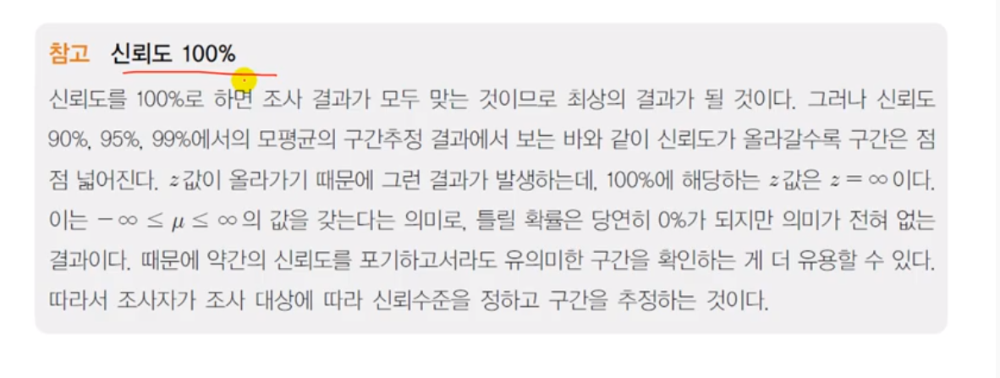 참고 신뢰도 100%
신뢰도를 100%로 하면 조사 결과가 모두 맞는 것이므로 최상의 결과가 될 것이다. 그러나 신뢰도
90%, 95%, 99%에서의 모평균의 구간추정 결과에서 보는 바와 같이 신뢰도가 올라갈수록 구간은 점
점 넓어진다. z값이 올라가기 때문에 그런 결과가 발생하는데, 100%에 해당하는 z값은 z = ∞이다.
이는 −∞ ≤ μ ≤ ∞의 값을 갖는다는 의미로, 틀릴 확률은 당연히 0%가 되지만 의미가 전혀 없는
결과이다. 때문에 약간의 신뢰도를 포기하고서라도 유의미한 구간을 확인하는 게 더 유용할 수 있다.
따라서 조사자가 조사 대상에 따라 신뢰수준을 정하고 구간을 추정하는 것이다.